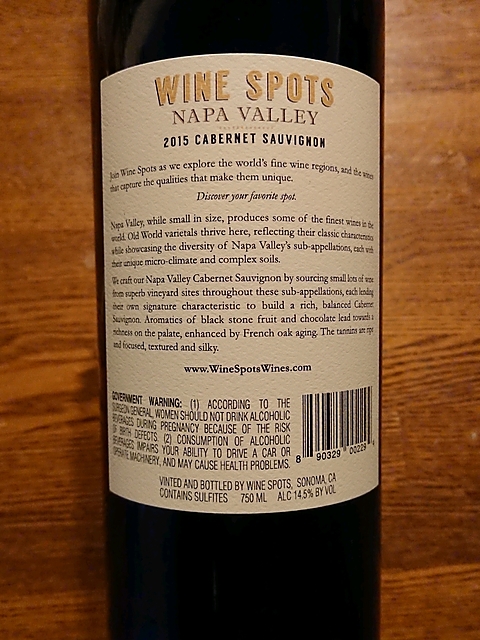 WINE SPOTS
NAPA VALLEY
2015 CABERNET SAUVIGNON
Join Wine Spots as we explore the world's fine wine regions, and the wines
that capture the qualities that make them unique.
Discover your favorite spot.
Napa Valley, while small in size, produces some of the finest wines in the
world. Old World varietals thrive here, reflecting their classic characteristics
while showcasing the diversity of Napa Valley's sub-appellations, each with
their unique micro-climate and complex soils.
We craft our Napa Valley Cabernet Sauvignon by sourcing small lots of wine
from superb vineyard sites throughout these sub-appellations, each lending
their own signature characteristic to build a rich, balanced Cabernet
Sauvignon. Aromatics of black stone fruit and chocolate lead towards a
richness on the palate, enhanced by French oak aging. The tannins are ripe
and focused, textured and silky.
www.WineSpotsWines.com
GOVERNMENT WARNING: (1) ACCORDING TO THE
SURGEON GENERAL, WOMEN SHOULD NOT DRINK ALCOHOLIC
BEVERAGES DURING PREGNANCY BECAUSE OF THE RISK
OF BIRTH DEFECTS. (2) CONSUMPTION OF ALCOHOLIC
BEVERAGES IMPAIRS YOUR ABILITY TO DRIVE A CAR OR
OPERATE MACHINERY, AND MAY CAUSE HEALTH PROBLEMS.
8 90329 00229
VINTED AND BOTTLED BY WINE SPOTS, SONOMA, CA
CONTAINS SULFITES 750 ML ALC 14.5% BY VOL